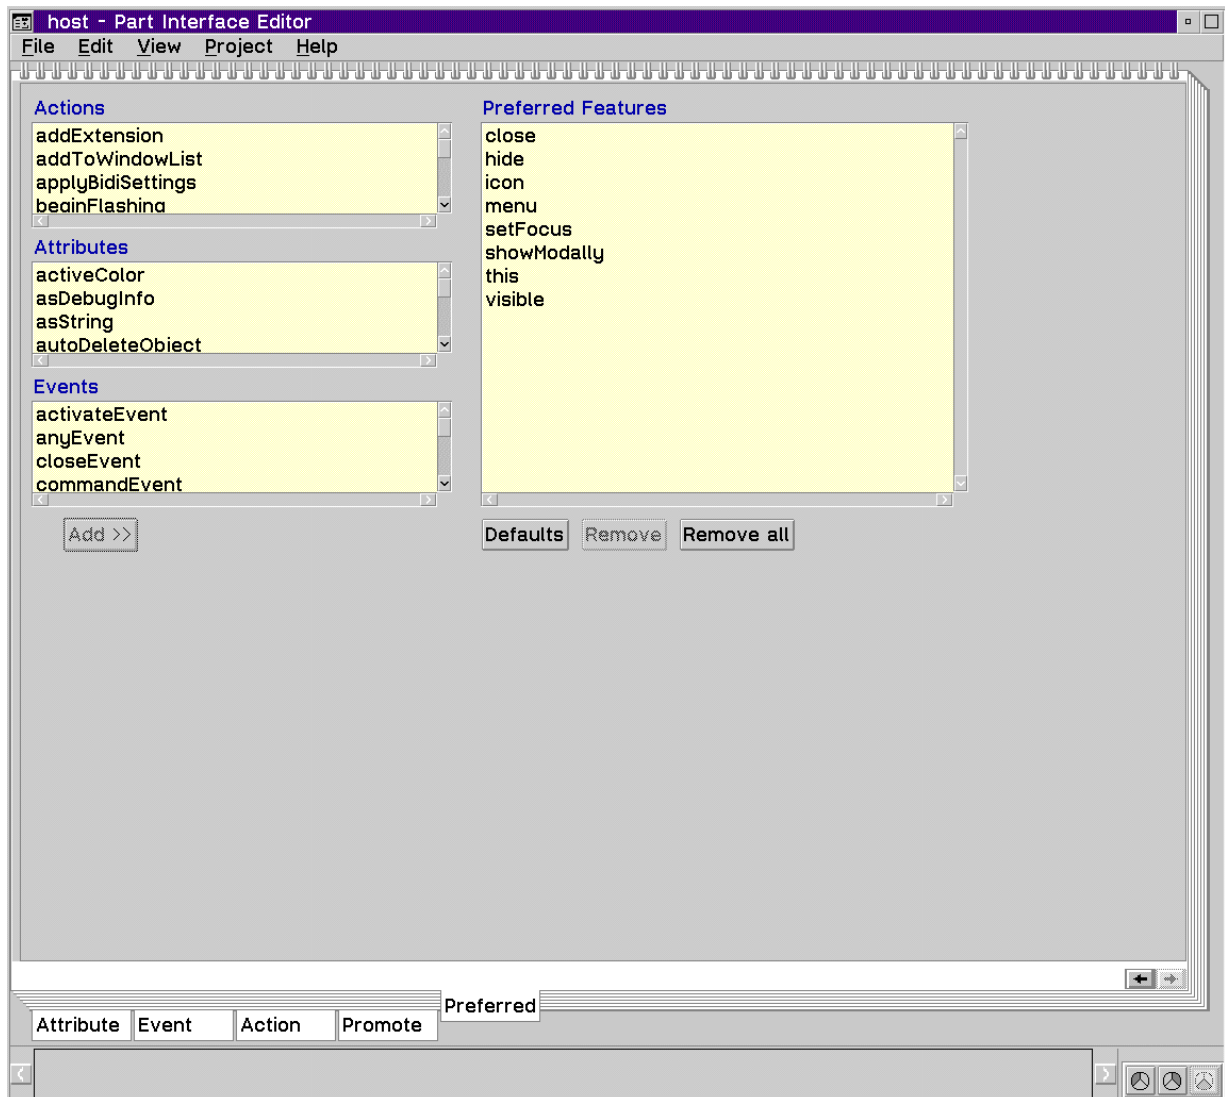 host - Part Interface Editor
File Edit View Project Help
Actions
addExtension
addToWindowList
applyBidiSettings
beginFlashing
Attributes
activeColor
asDebugInfo
asString
autoDeleteObject
Events
activateEvent
anyEvent
closeEvent
commandEvent
Add >>
Preferred Features
close
hide
icon
menu
setFocus
showModally
this
visible
Defaults Remove Remove all
Preferred
Attribute Event Action Promote